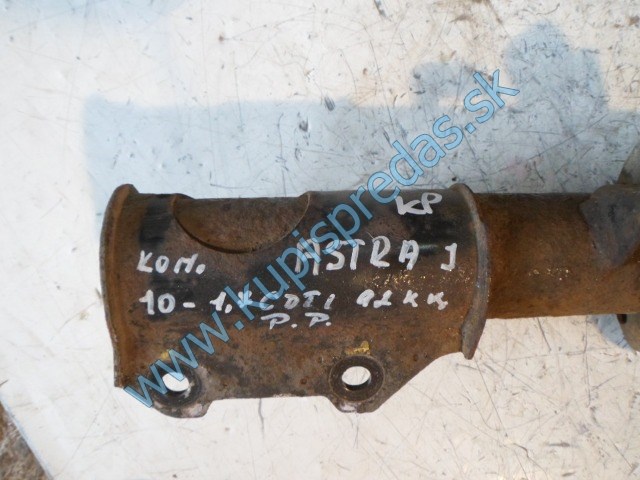 KP
KOM. ASTRA J
10-1.7CDTI 92KW
P.P.
www.kupispredas.sk